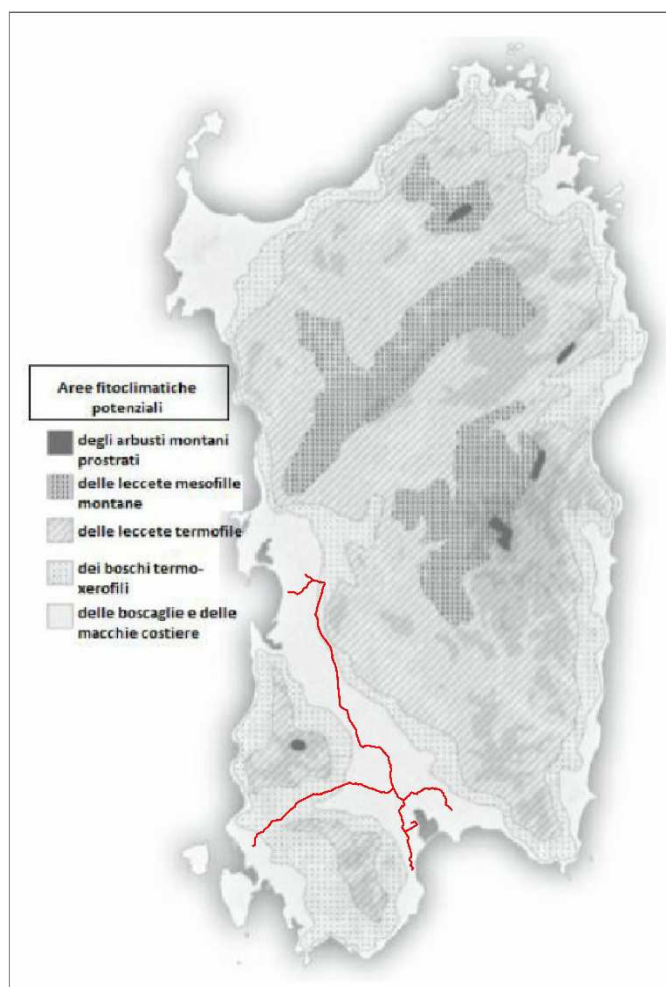 Aree fitoclimatiche
potenziali
degli arbusti montani
prostrati
delle leccete mesofille
montane
delle leccete termofile
dei boschi termo-
xerofili
delle boscaglie e delle
macchie costiere